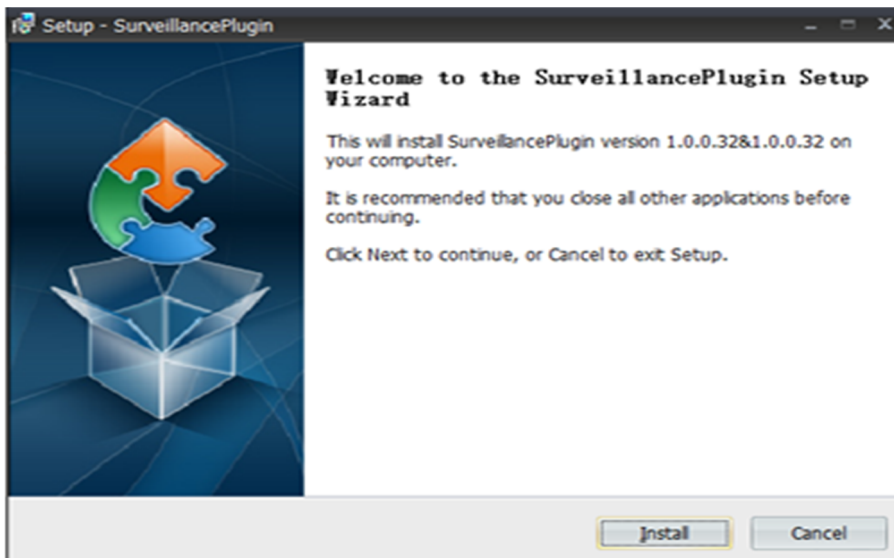 Setup - SurveillancePlugin
Welcome to the SurveillancePlugin Setup
Wizard
This will install SurveillancePlugin version 1.0.0.32&1.0.0.32 on
your computer.
It is recommended that you close all other applications before
continuing.
Click Next to continue, or Cancel to exit Setup.
Install
Cancel